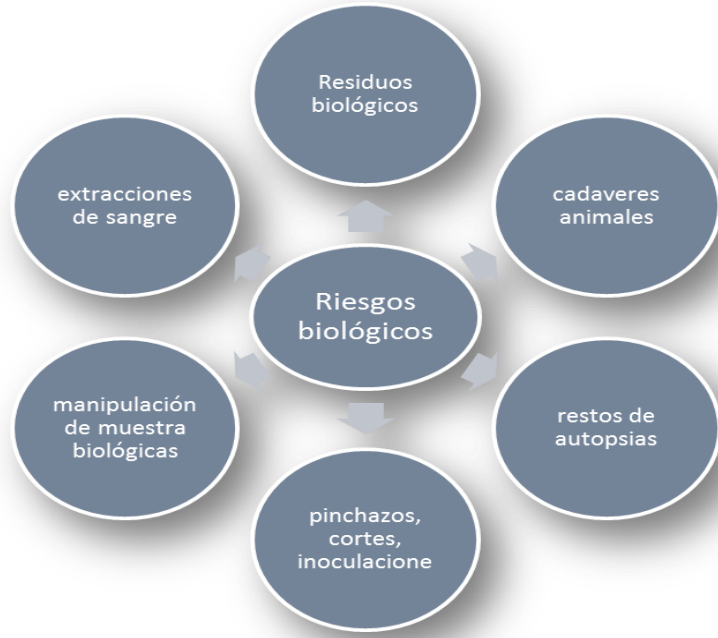 Residuos
biológicos
extracciones
de sangre
cadaveres
animales
Riesgos
biológicos
manipulación
de muestra
biológicas
restos de
autopsias
pinchazos,
cortes,
inoculacione